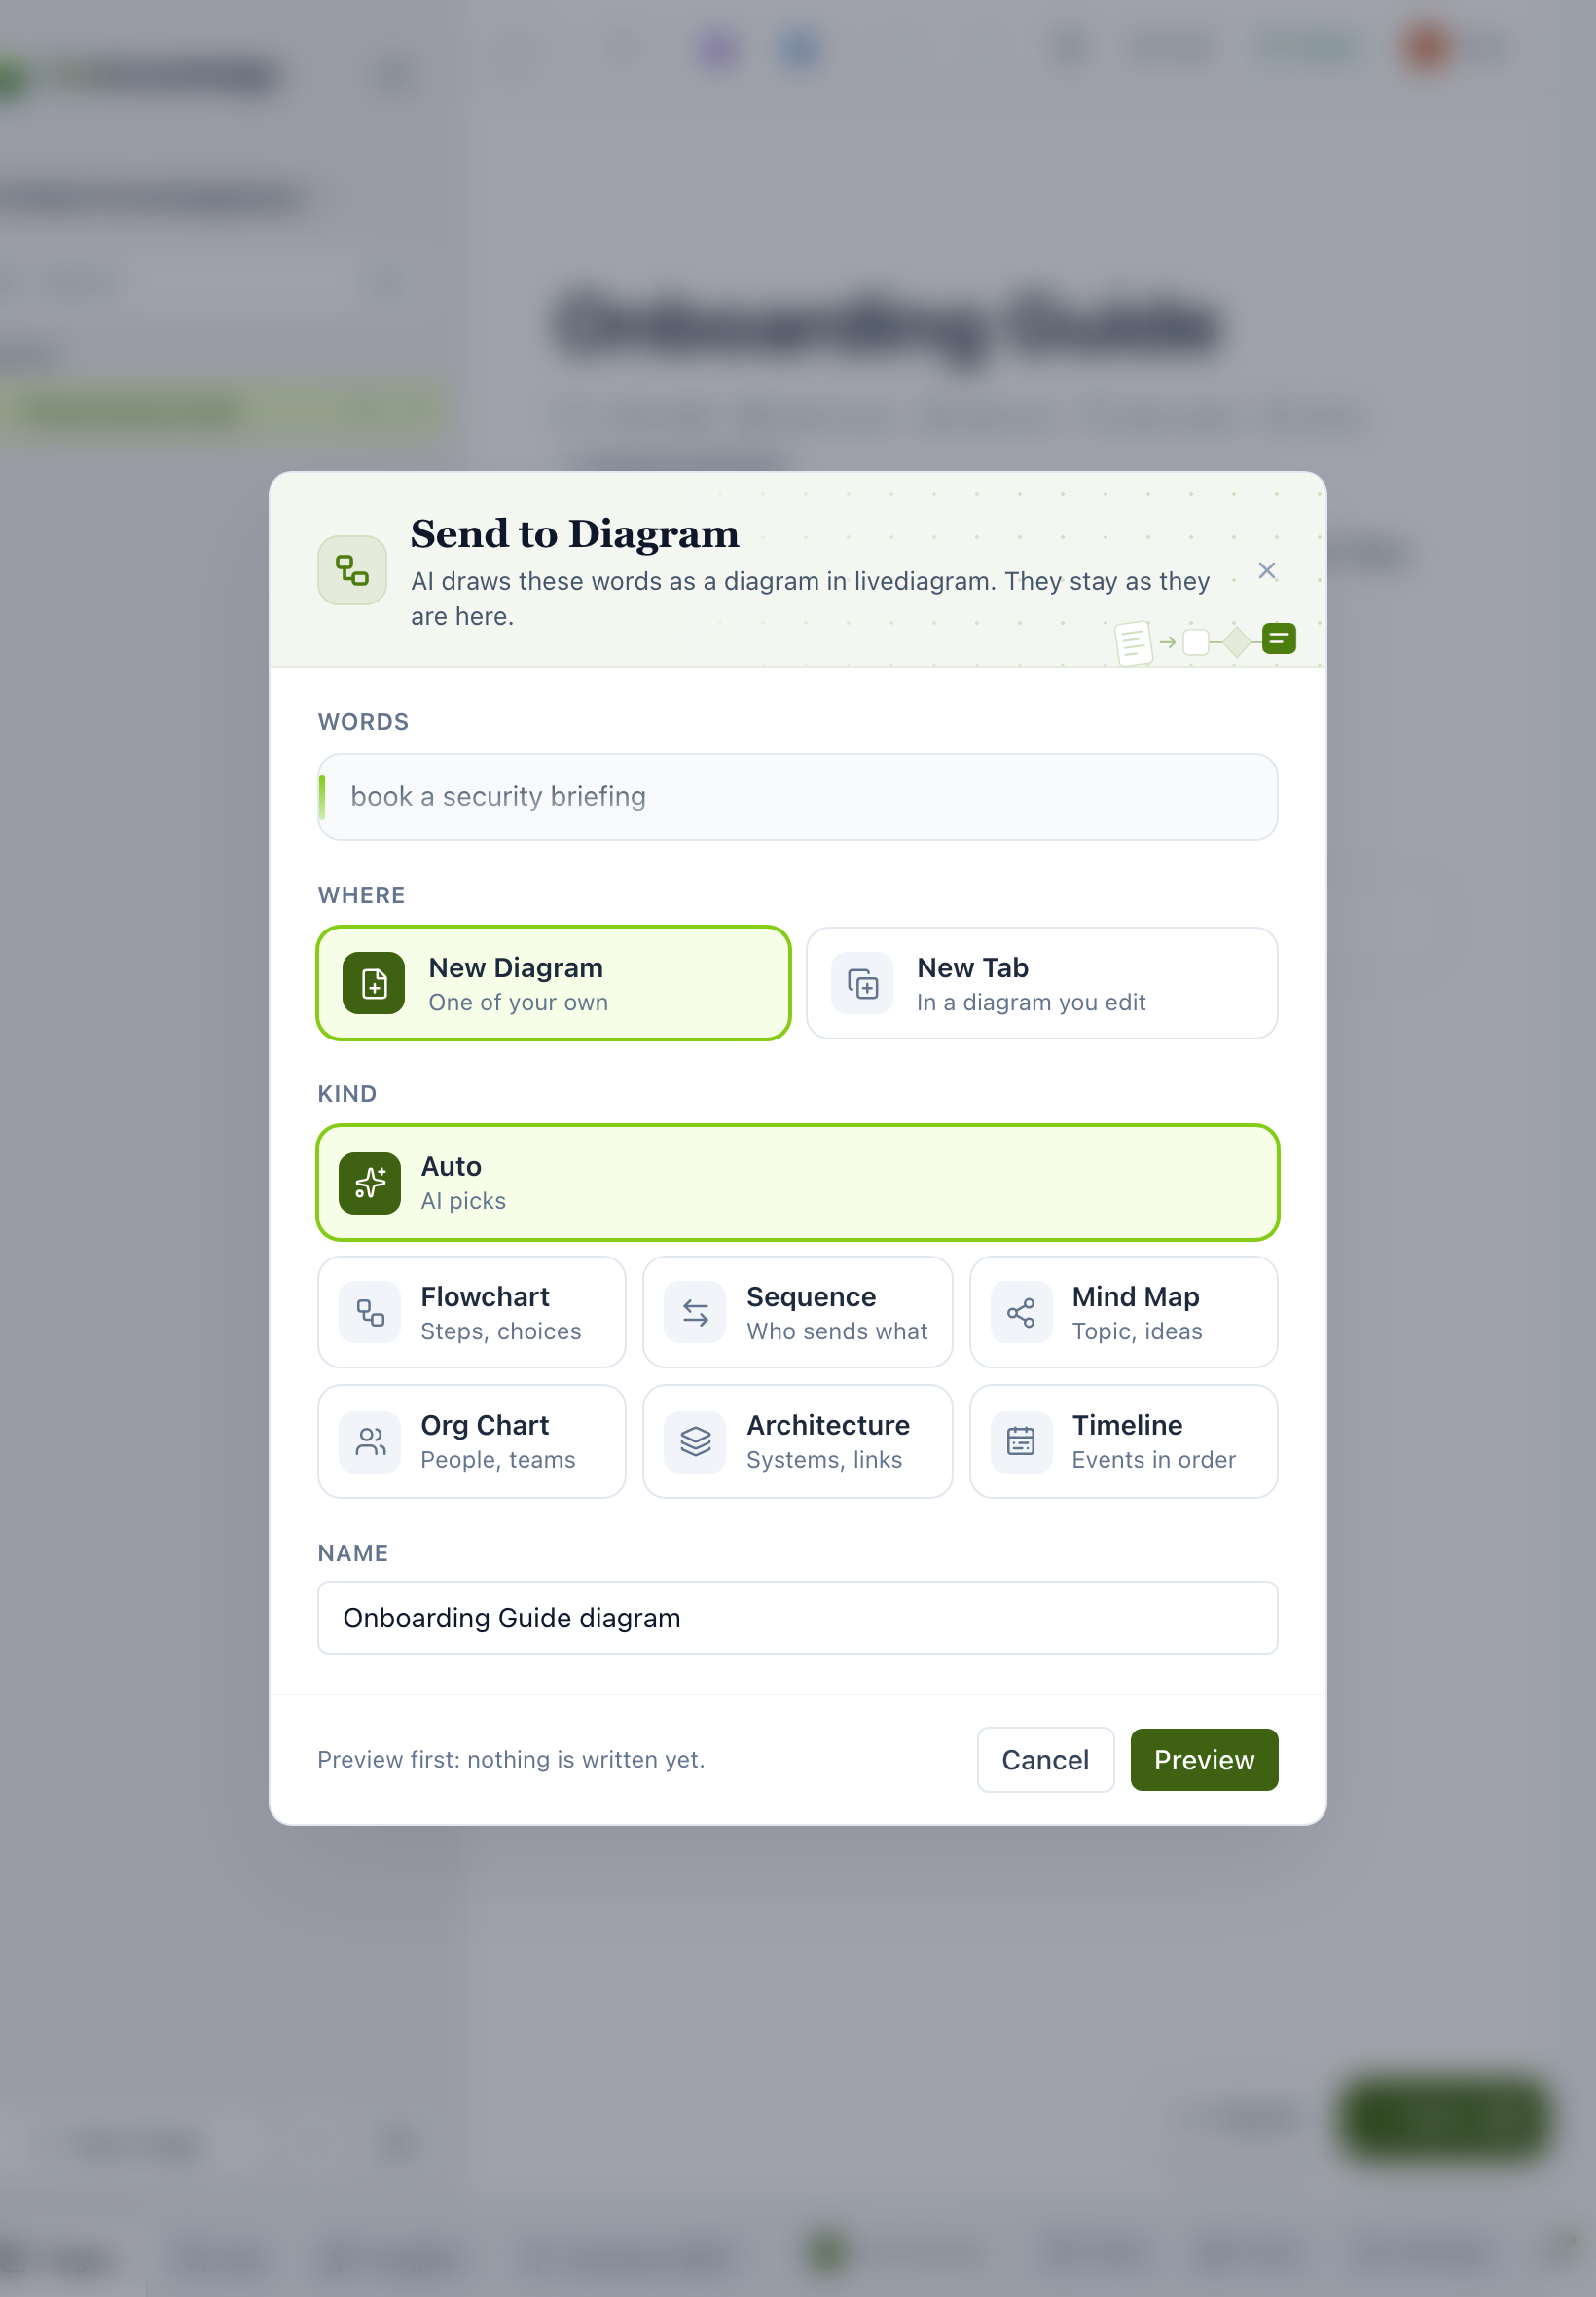 Onboarding Guide
Send to Diagram
AI draws these words as a diagram in livediagram. They stay as they
are here.
WORDS
book a security briefing
WHERE
New Diagram
One of your own
New Tab
In a diagram you edit
KIND
Auto
AI picks
Flowchart
Steps, choices
Sequence
Who sends what
Mind Map
Topic, ideas
Org Chart
People, teams
Architecture
Systems, links
Timeline
Events in order
NAME
Onboarding Guide diagram
Preview first: nothing is written yet.
Cancel
Preview